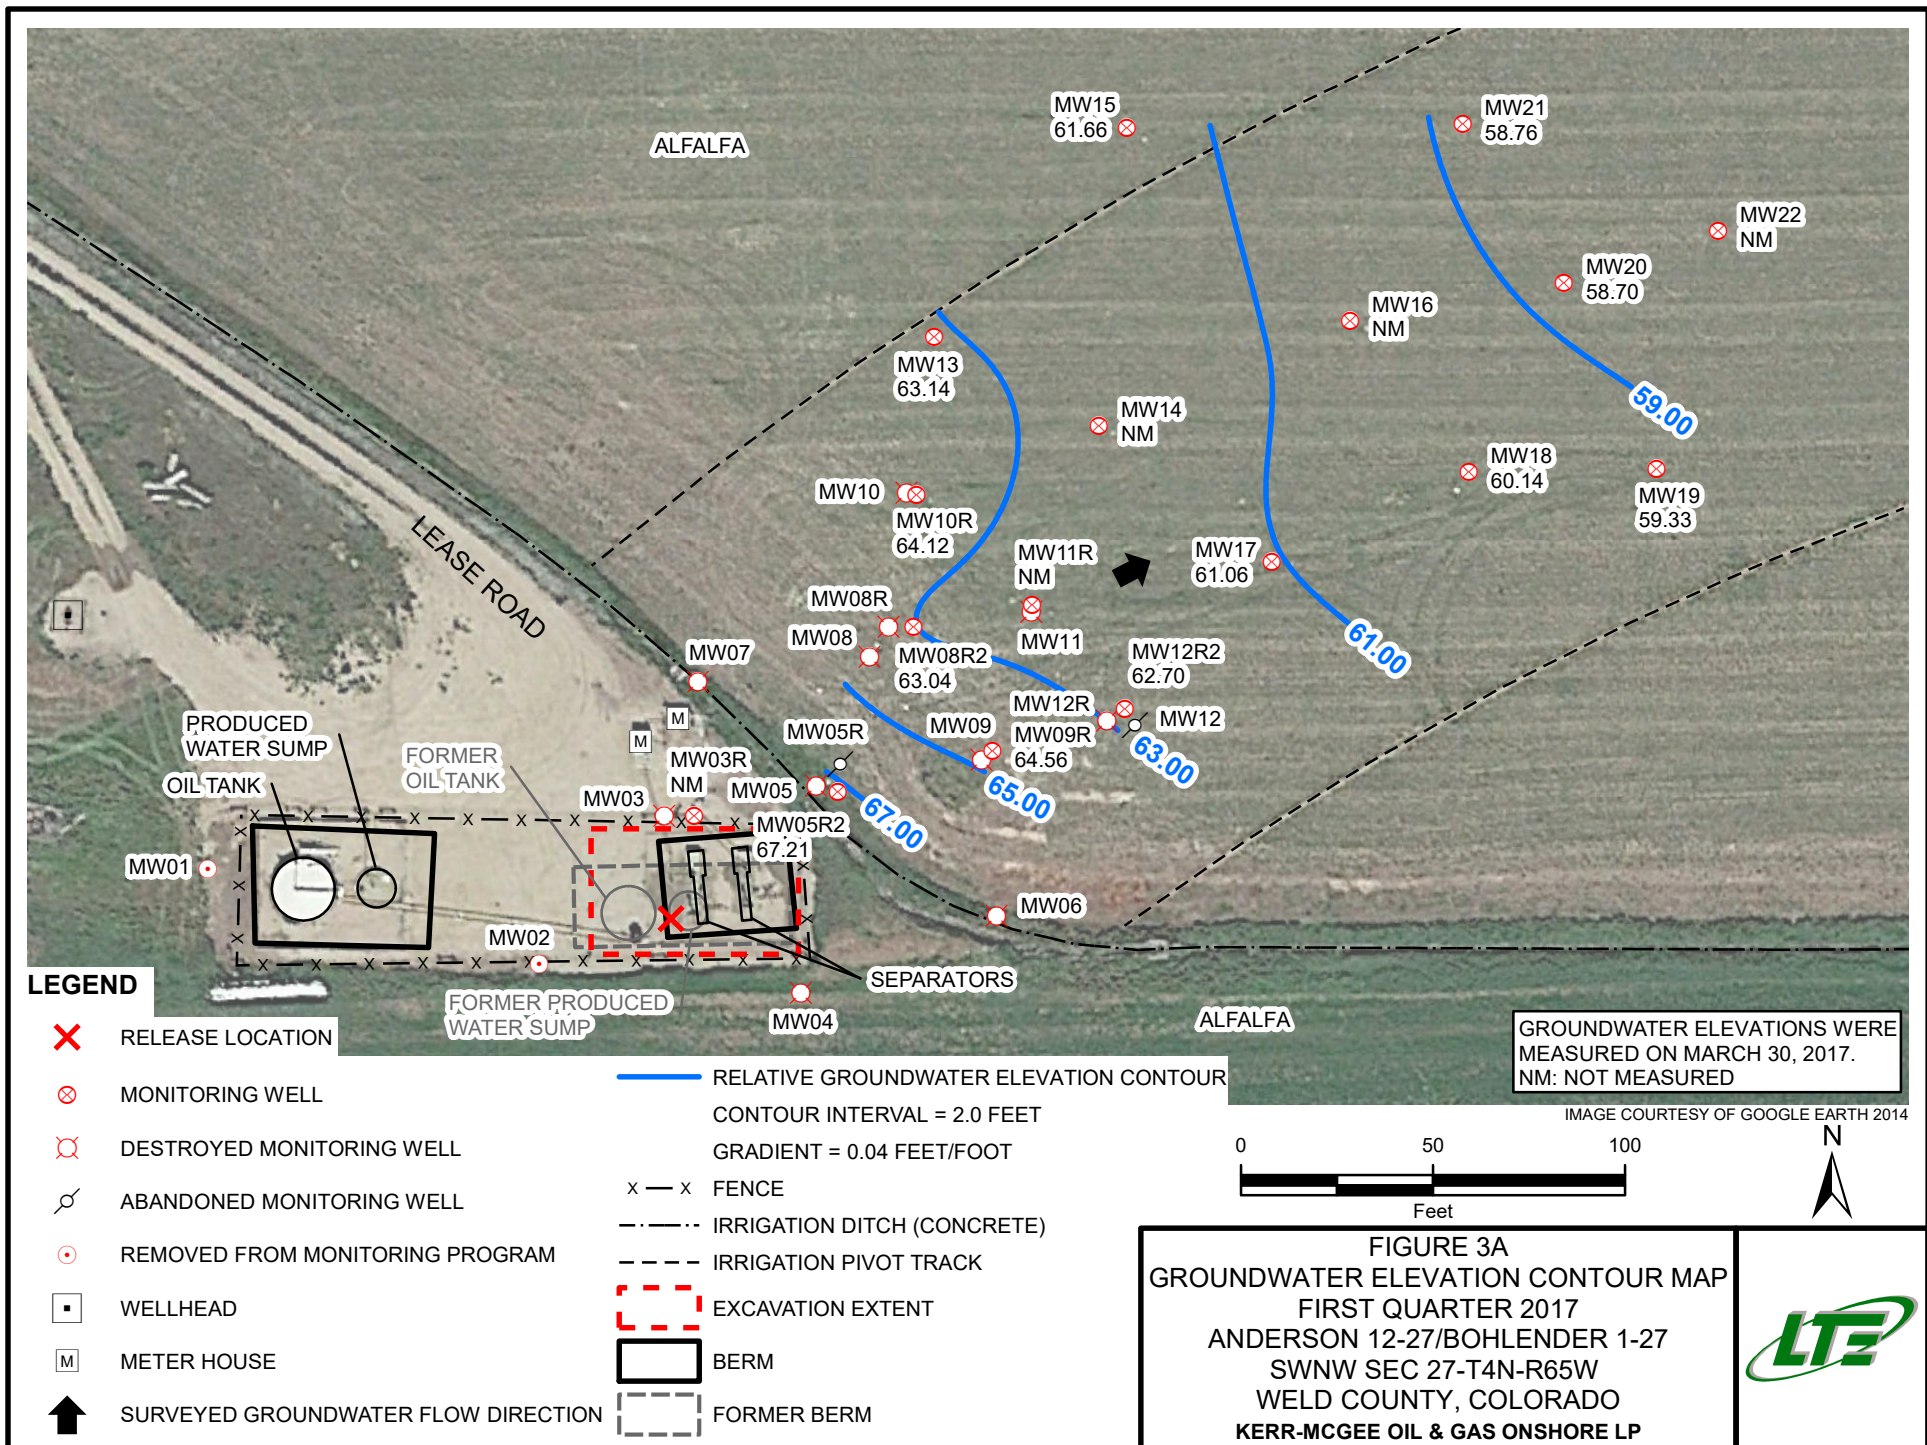 ALFALFA
MW15
61.66
MW21
58.76
MW22
NM
MW20
58.70
MW16
NM
MW13
63.14
MW14
NM
59.00
MW18
60.14
MW19
59.33
MW10
MW10R
64.12
LEASE ROAD
MW11R
NM
MW17
61.06
MW08R
MW08
MW11
61.00
MW08R2
63.04
MW12R2
62.70
MW07
MW12R
MW12
MW09
MW09R
64.56
63.00
65.00
PRODUCED
WATER SUMP
M
M
MW05R
FORMER
OIL TANK
OIL TANK
MW03R
NM
MW03
MW05
67.00
MW05R2
67.21
MW01
MW06
MW02
SEPARATORS
FORMER PRODUCED
WATER SUMP
MW04
ALFALFA
GROUNDWATER ELEVATIONS WERE
MEASURED ON MARCH 30, 2017.
NM: NOT MEASURED
IMAGE COURTESY OF GOOGLE EARTH 2014
LEGEND
RELEASE LOCATION
MONITORING WELL
DESTROYED MONITORING WELL
ABANDONED MONITORING WELL
REMOVED FROM MONITORING PROGRAM
WELLHEAD
M METER HOUSE
SURVEYED GROUNDWATER FLOW DIRECTION
RELATIVE GROUNDWATER ELEVATION CONTOUR
CONTOUR INTERVAL = 2.0 FEET
GRADIENT = 0.04 FEET/FOOT
X X FENCE
IRRIGATION DITCH (CONCRETE)
IRRIGATION PIVOT TRACK
EXCAVATION EXTENT
BERM
FORMER BERM
0 50 100
Feet
N
FIGURE 3A
GROUNDWATER ELEVATION CONTOUR MAP
FIRST QUARTER 2017
ANDERSON 12-27/BOHLENDER 1-27
SWNW SEC 27-T4N-R65W
WELD COUNTY, COLORADO
KERR-MCGEE OIL & GAS ONSHORE LP
LTE